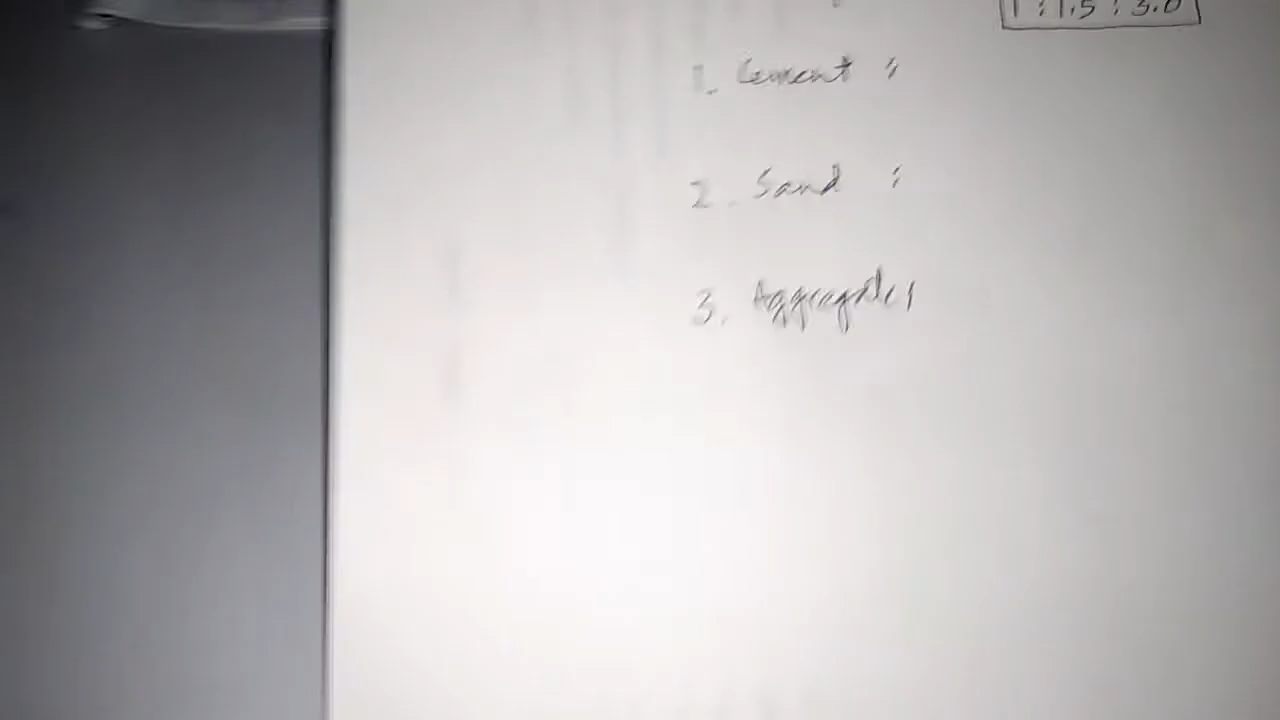 1 : 1.5 : 3.0
1. Cement :
2. Sand :
3. Aggregates